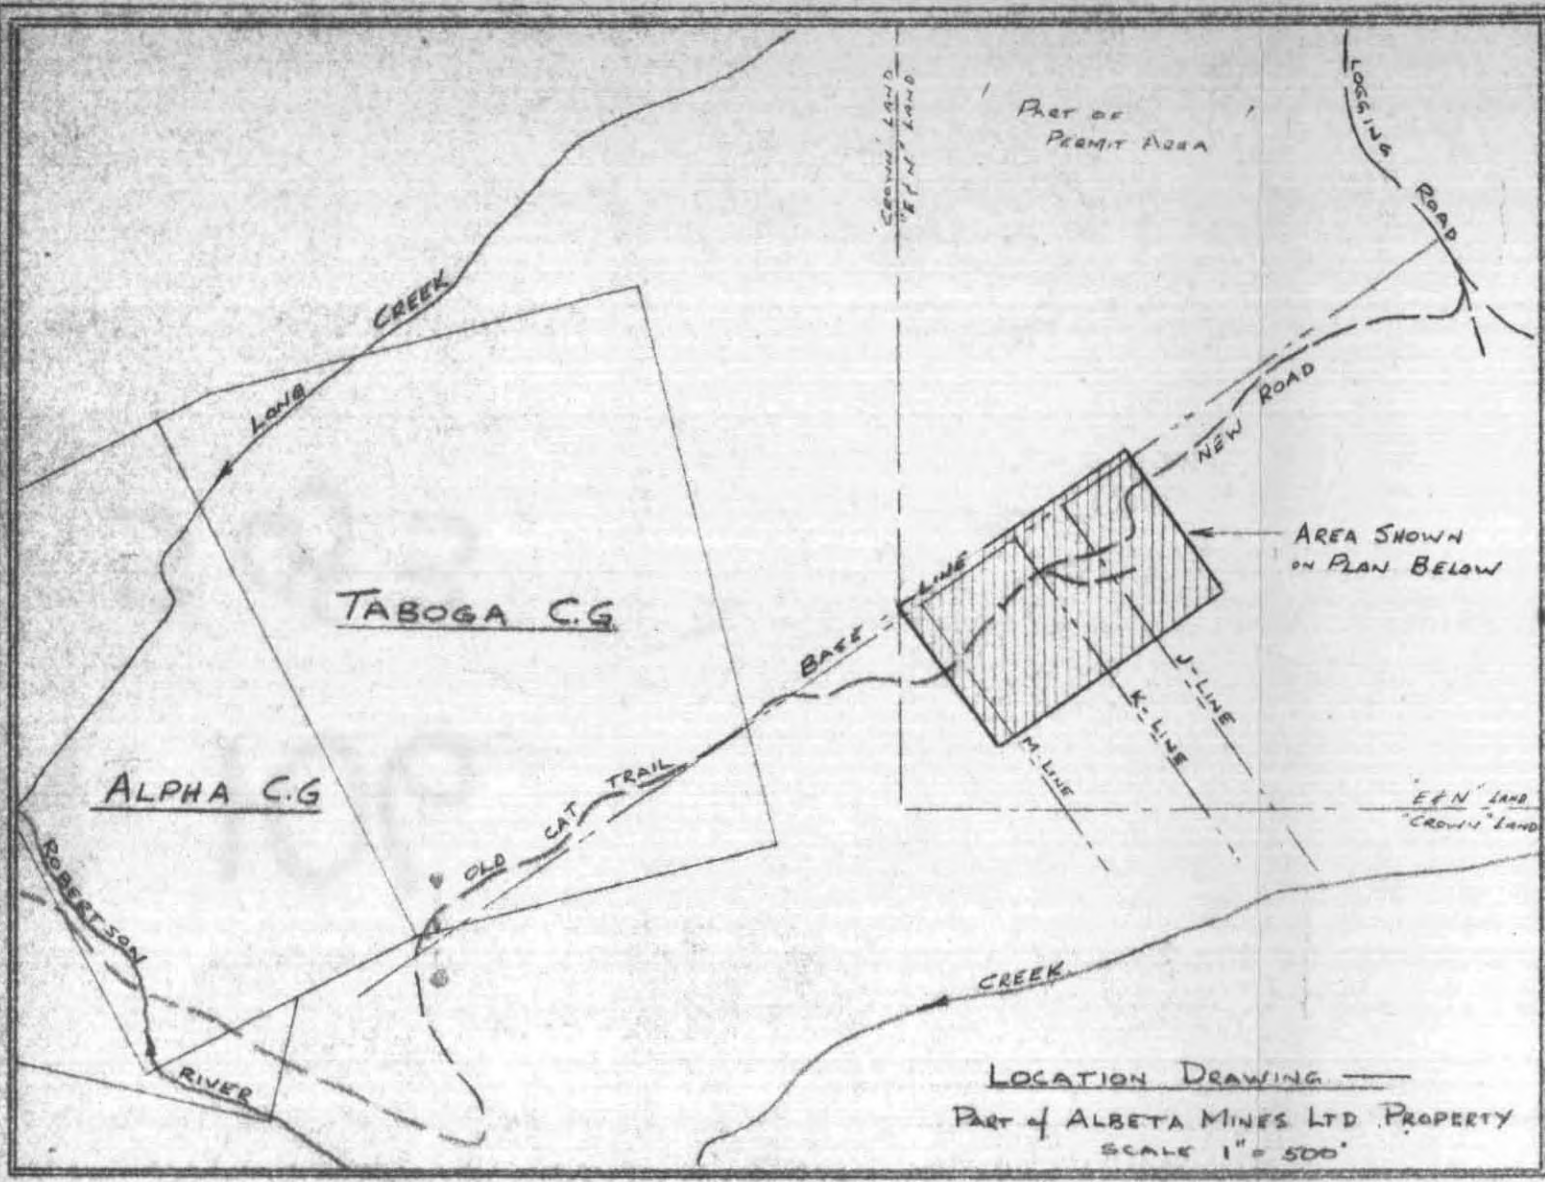 "CROWN" LAND
"E & N" LAND
PART OF
PERMIT AREA
LOGGING ROAD
LONG CREEK
NEW ROAD
AREA SHOWN
ON PLAN BELOW
TABOGA C.G
BASE LINE
J-LINE
K-LINE
M-LINE
ALPHA C.G
OLD CAT TRAIL
"E & N" LAND
"CROWN" LAND
ROBERTSON RIVER
CREEK
LOCATION DRAWING
PART of ALBETA MINES LTD PROPERTY
SCALE 1" = 500'